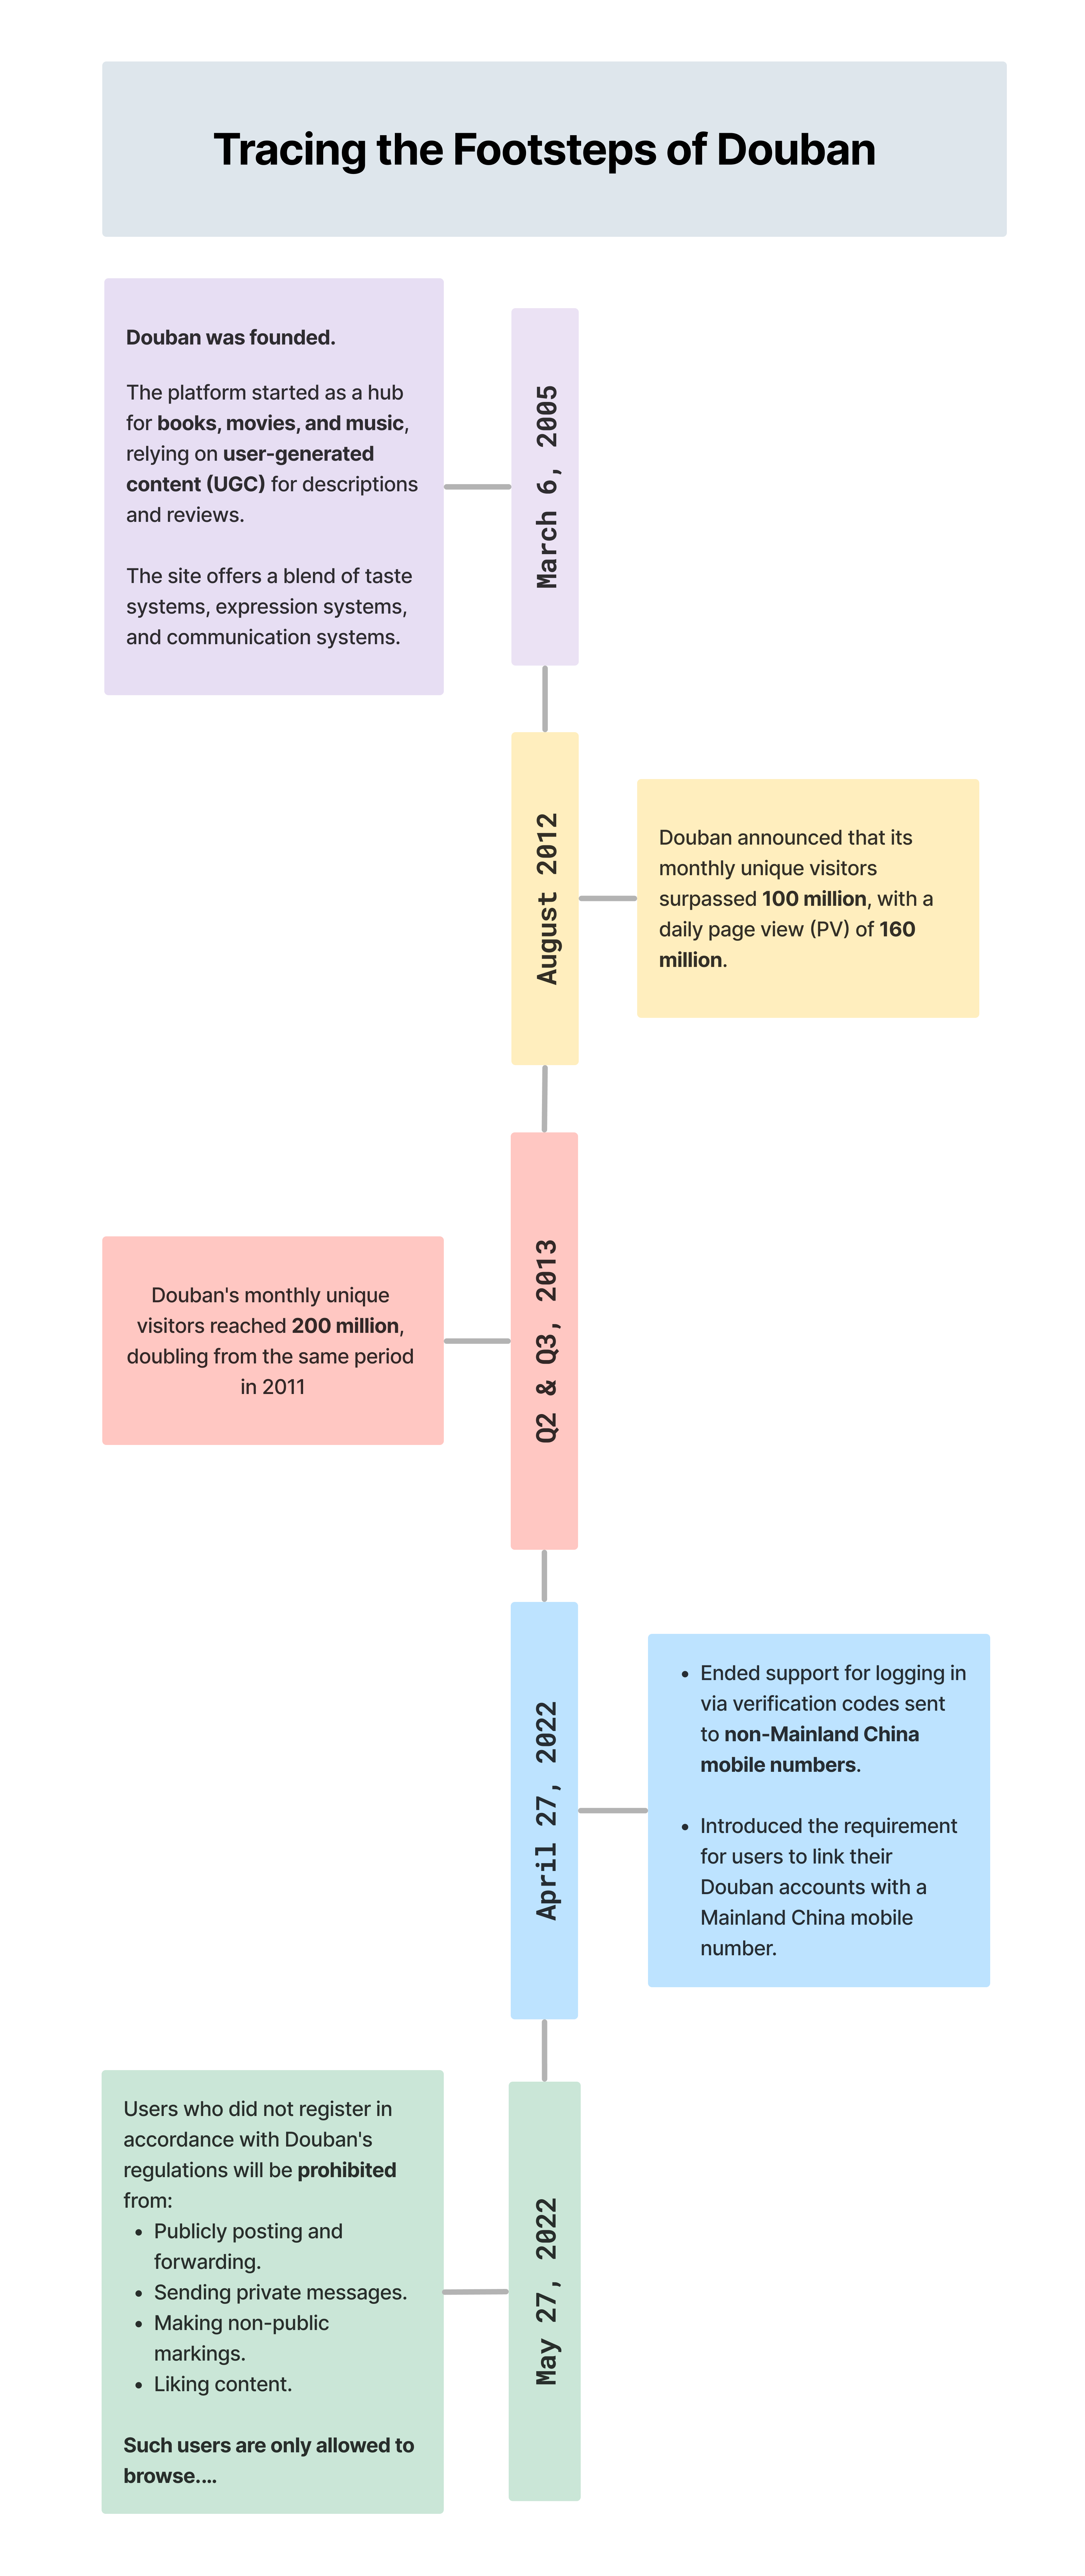 Tracing the Footsteps of Douban
Douban was founded.
The platform started as a hub
for books, movies, and music,
relying on user-generated
content (UGC) for descriptions
and reviews.
The site offers a blend of taste
systems, expression systems,
and communication systems.
March 6, 2005
August 2012
Douban announced that its
monthly unique visitors
surpassed 100 million, with a
daily page view (PV) of 160
million.
Douban's monthly unique
visitors reached 200 million,
doubling from the same period
in 2011
Q2 & Q3, 2013
April 27, 2022
• Ended support for logging in
via verification codes sent
to non-Mainland China
mobile numbers.
• Introduced the requirement
for users to link their
Douban accounts with a
Mainland China mobile
number.
Users who did not register in
accordance with Douban's
regulations will be prohibited
from:
• Publicly posting and
forwarding.
• Sending private messages.
• Making non-public
markings.
• Liking content.
Such users are only allowed to
browse....
May 27, 2022